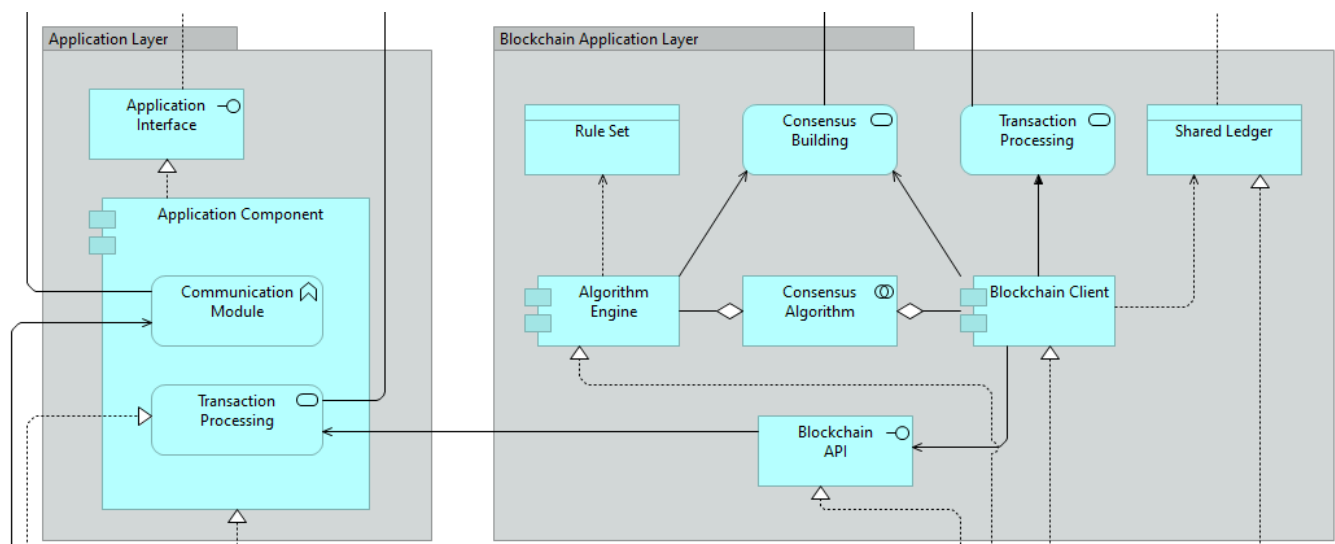 Application Layer
Application
Interface
Application Component
Communication
Module
Transaction
Processing
Blockchain Application Layer
Rule Set
Consensus
Building
Transaction
Processing
Shared Ledger
Algorithm
Engine
Consensus
Algorithm
Blockchain Client
Blockchain
API